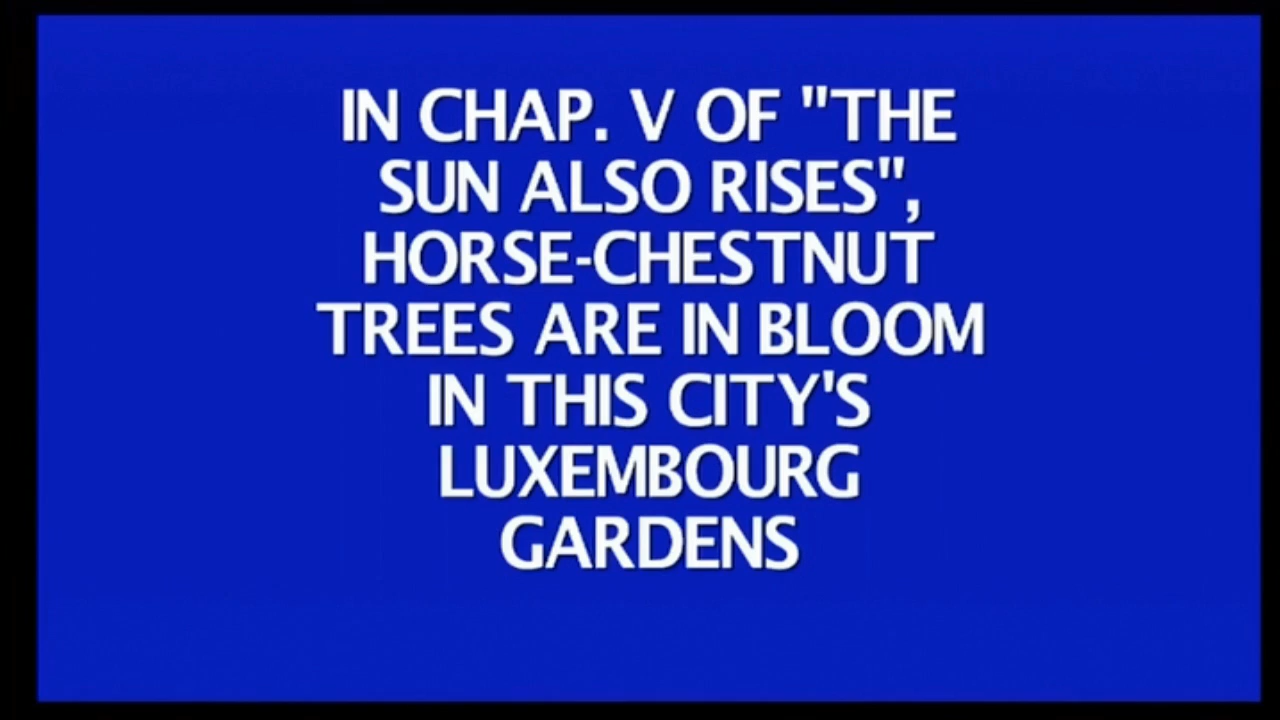 IN CHAP. V OF "THE
SUN ALSO RISES",
HORSE-CHESTNUT
TREES ARE IN BLOOM
IN THIS CITY'S
LUXEMBOURG
GARDENS